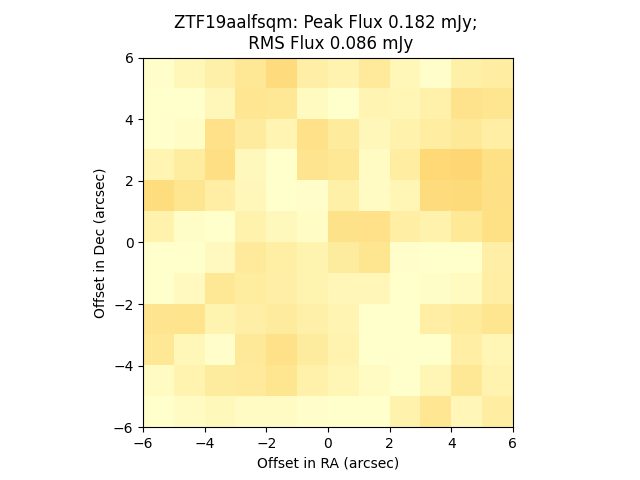 ZTF19aalfsqm: Peak Flux 0.182 mJy;
RMS Flux 0.086 mJy
6
4
2
0
−2
−4
−6
Offset in Dec (arcsec)
−6 −4 −2 0 2 4 6
Offset in RA (arcsec)